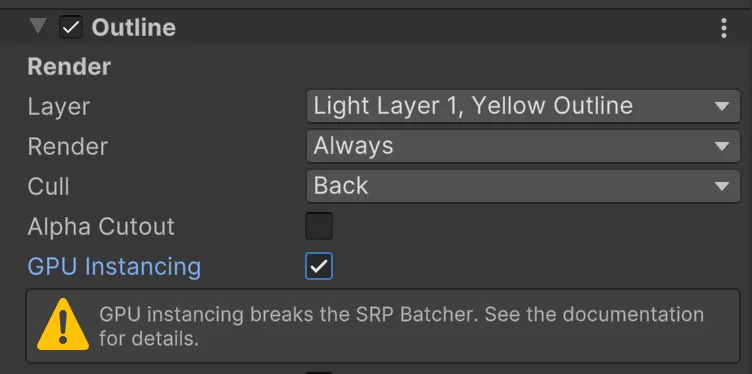 Outline
Render
Layer
Light Layer 1, Yellow Outline
Render
Always
Cull
Back
Alpha Cutout
GPU Instancing
GPU instancing breaks the SRP Batcher. See the documentation
for details.